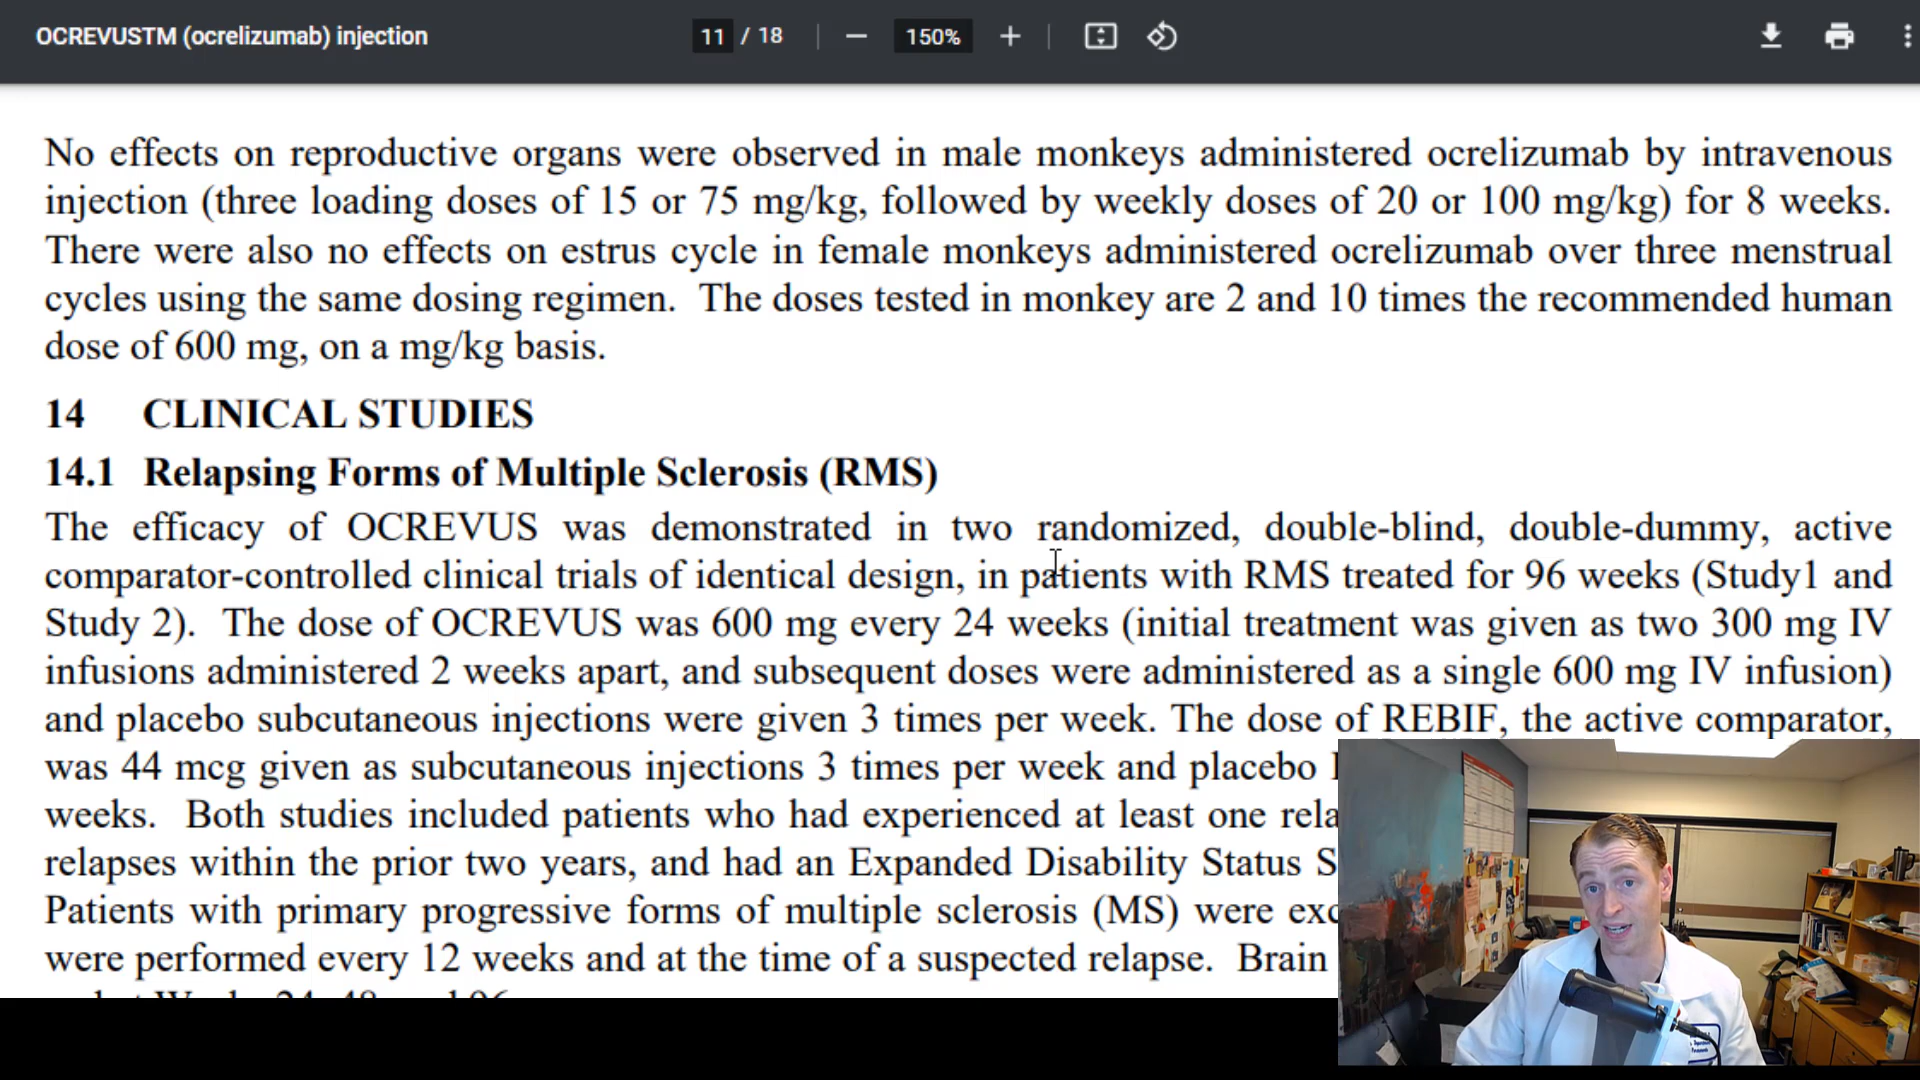 OCREVUSTM (ocrelizumab) injection 11 / 18 150%
No effects on reproductive organs were observed in male monkeys administered ocrelizumab by intravenous
injection (three loading doses of 15 or 75 mg/kg, followed by weekly doses of 20 or 100 mg/kg) for 8 weeks.
There were also no effects on estrus cycle in female monkeys administered ocrelizumab over three menstrual
cycles using the same dosing regimen. The doses tested in monkey are 2 and 10 times the recommended human
dose of 600 mg, on a mg/kg basis.
14 CLINICAL STUDIES
14.1 Relapsing Forms of Multiple Sclerosis (RMS)
The efficacy of OCREVUS was demonstrated in two randomized, double-blind, double-dummy, active
comparator-controlled clinical trials of identical design, in patients with RMS treated for 96 weeks (Study1 and
Study 2). The dose of OCREVUS was 600 mg every 24 weeks (initial treatment was given as two 300 mg IV
infusions administered 2 weeks apart, and subsequent doses were administered as a single 600 mg IV infusion)
and placebo subcutaneous injections were given 3 times per week. The dose of REBIF, the active comparator,
was 44 mcg given as subcutaneous injections 3 times per week and placebo
weeks. Both studies included patients who had experienced at least one
relapses within the prior two years, and had an Expanded Disability Status S
Patients with primary progressive forms of multiple sclerosis (MS) were
were performed every 12 weeks and at the time of a suspected relapse. Brain